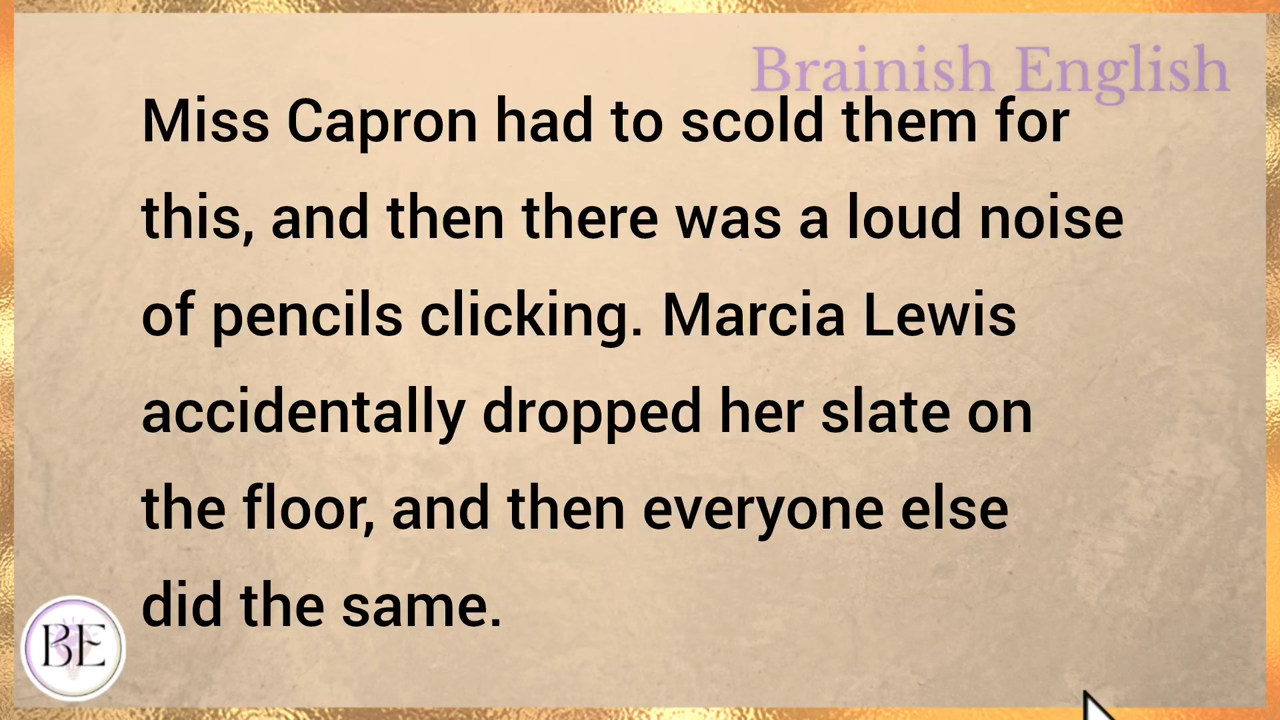 Brainish English
Miss Capron had to scold them for
this, and then there was a loud noise
of pencils clicking. Marcia Lewis
accidentally dropped her slate on
the floor, and then everyone else
did the same.
BE